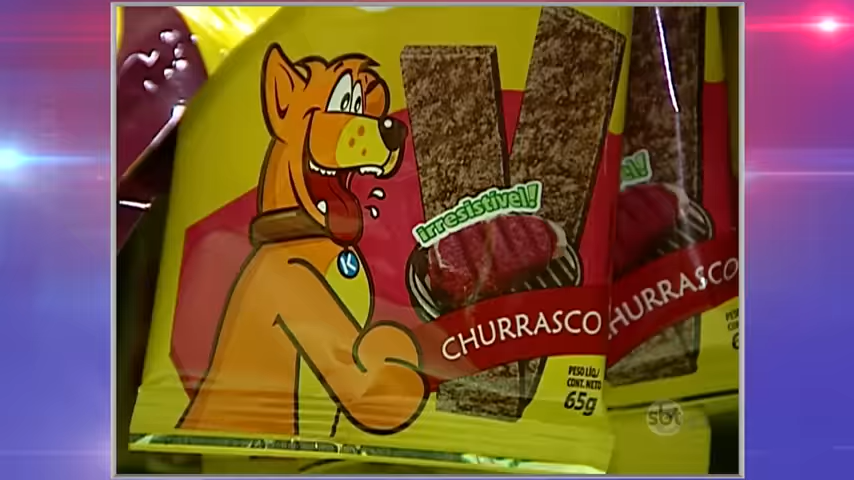 irresistível!
CHURRASCO
PESO LÍQ./
CONT. NETO
65g
K
CHURRASCO
sbt